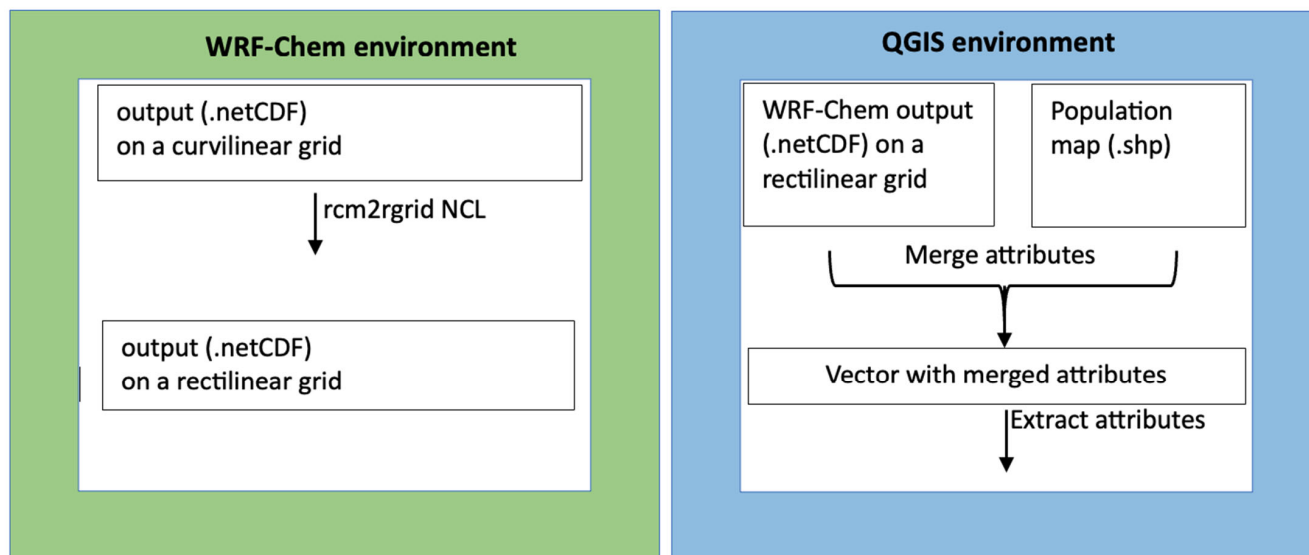 WRF-Chem environment
output (.netCDF)
on a curvilinear grid
rcm2rgrid NCL
output (.netCDF)
on a rectilinear grid
QGIS environment
WRF-Chem output
(.netCDF) on a
rectilinear grid
Population
map (.shp)
Merge attributes
Vector with merged attributes
Extract attributes